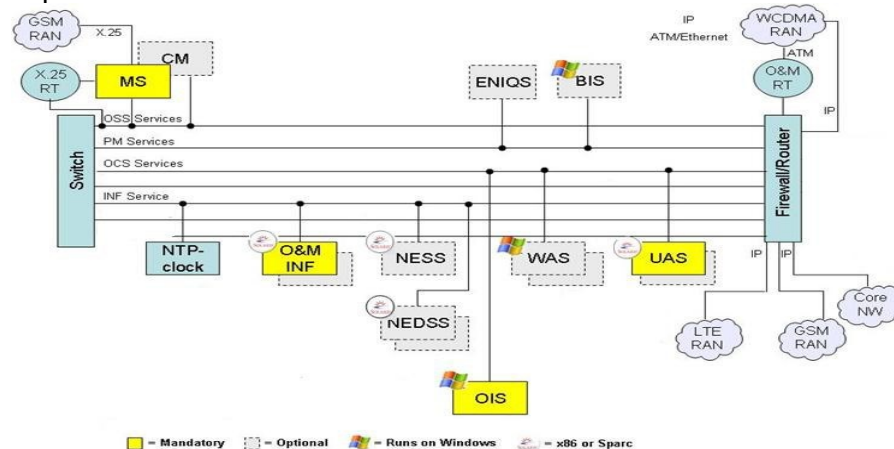 GSM
RAN
X.25
CM
X.25
RT
MS
ENIQS
BIS
IP
ATM/Ethernet
WCDMA
RAN
ATM
O&M
RT
IP
OSS Services
PM Services
OCS Services
INF Service
Switch
Firewall/Router
NTP-
clock
O&M
INF
NESS
WAS
UAS
NEDSS
OIS
IP
IP
LTE
RAN
GSM
RAN
Core
NW
= Mandatory
= Optional
= Runs on Windows
= x86 or Sparc